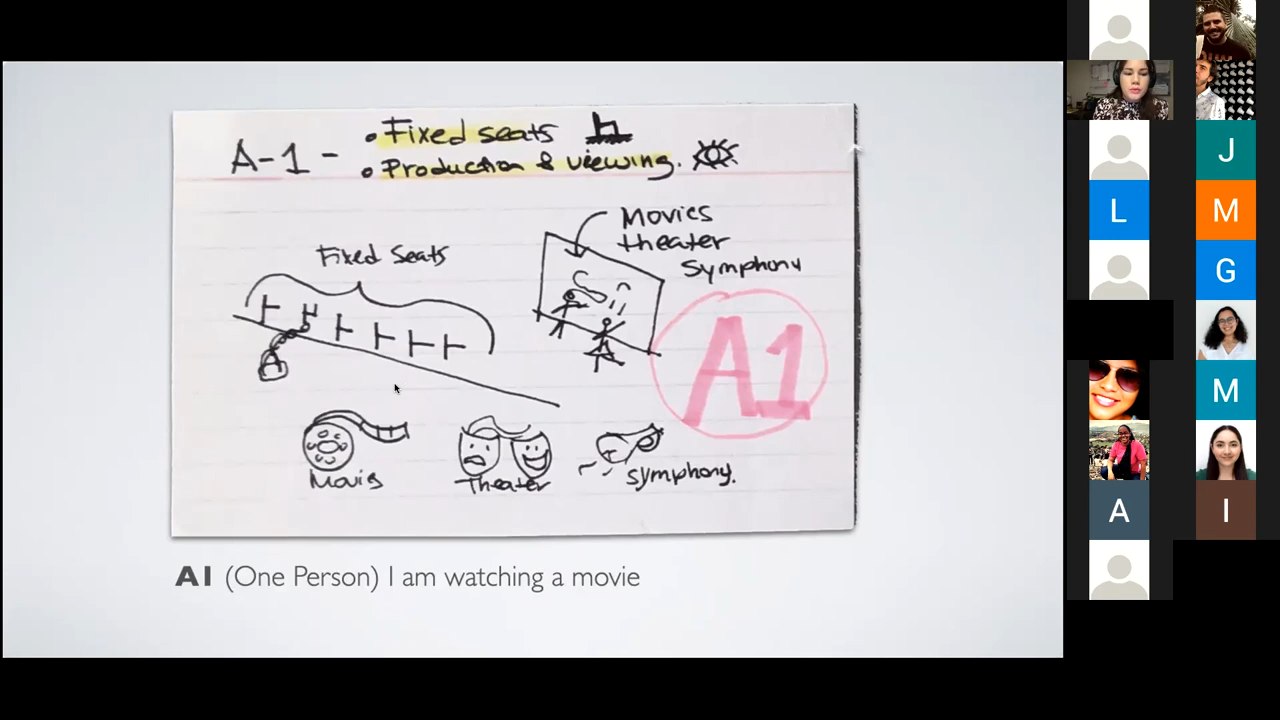 A-1 - • Fixed seats
• Production & viewing.
Fixed Seats
Movies
theater
Symphony
A1
Movies
Theater
Symphony.
A1 (One Person) I am watching a movie
J
L
M
G
M
A
I